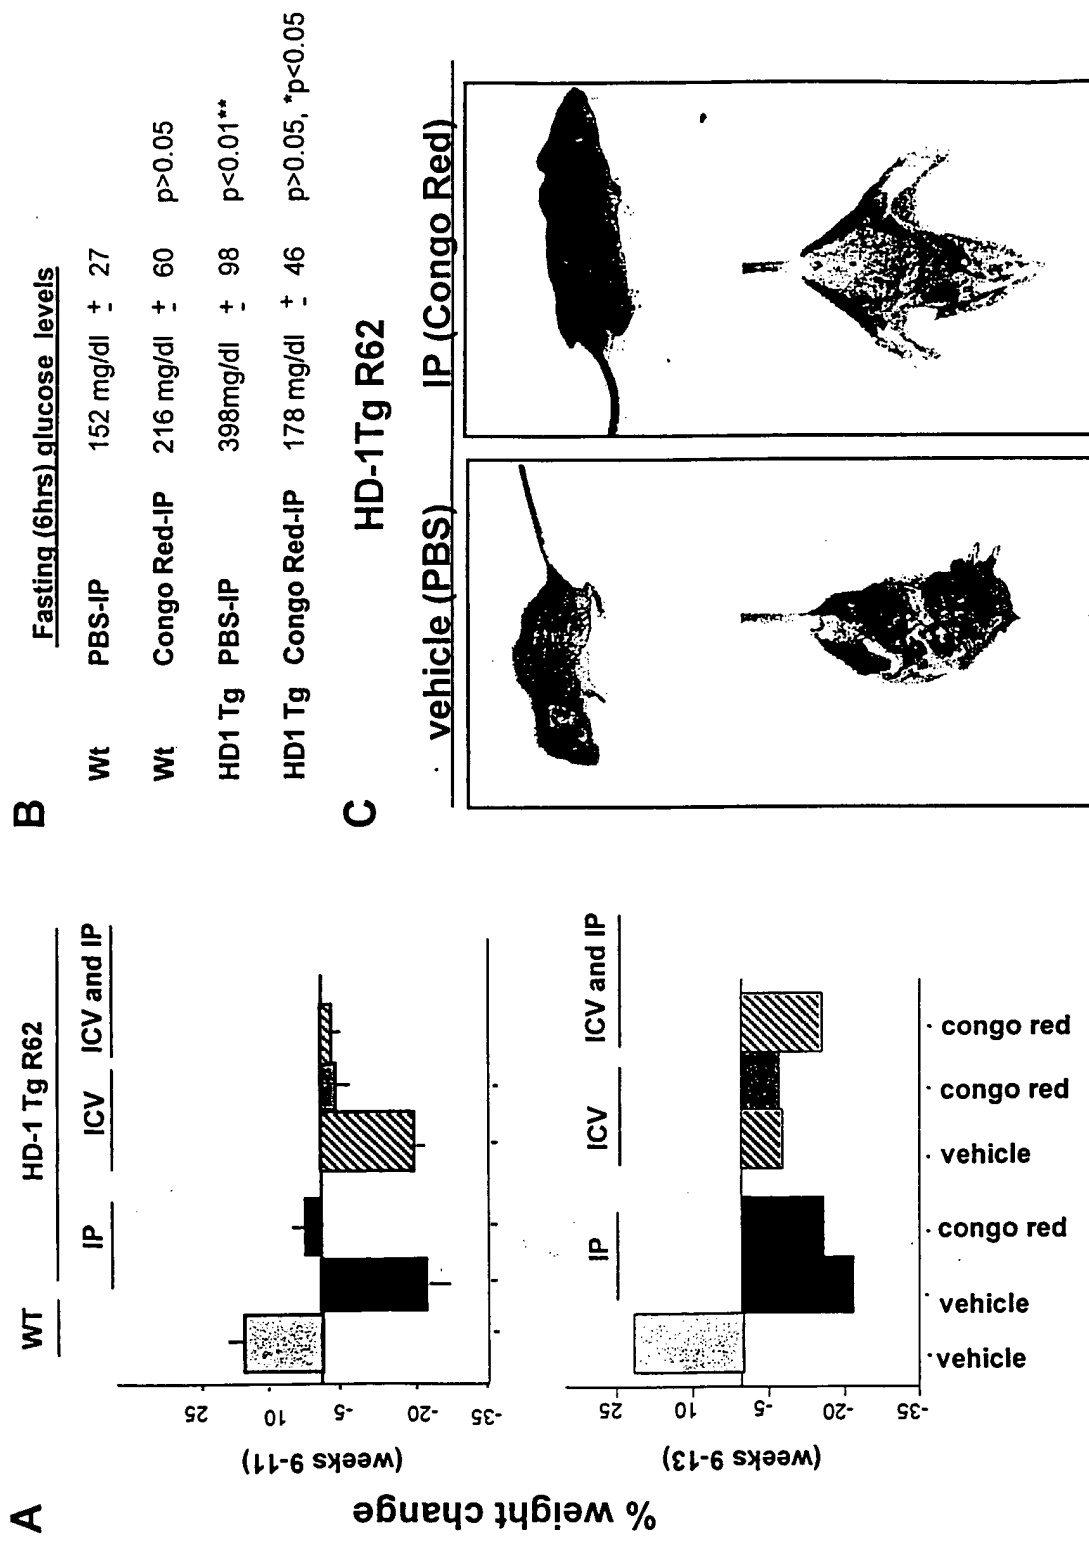 A
WT
HD-1 Tg R62
IP
ICV
ICV and IP
25
10
-5
-20
-35
(weeks 9-11)
% weight change
IP
ICV
ICV and IP
25
10
-5
-20
-35
(weeks 9-13)
vehicle
vehicle
congo red
vehicle
congo red
congo red
B
Fasting (6hrs) glucose levels
Wt PBS-IP 152 mg/dl ± 27
Wt Congo Red-IP 216 mg/dl ± 60 p>0.05
HD1 Tg PBS-IP 398mg/dl ± 98 p<0.01**
HD1 Tg Congo Red-IP 178 mg/dl ± 46 p>0.05, *p<0.05
C
HD-1Tg R62
vehicle (PBS)
IP (Congo Red)